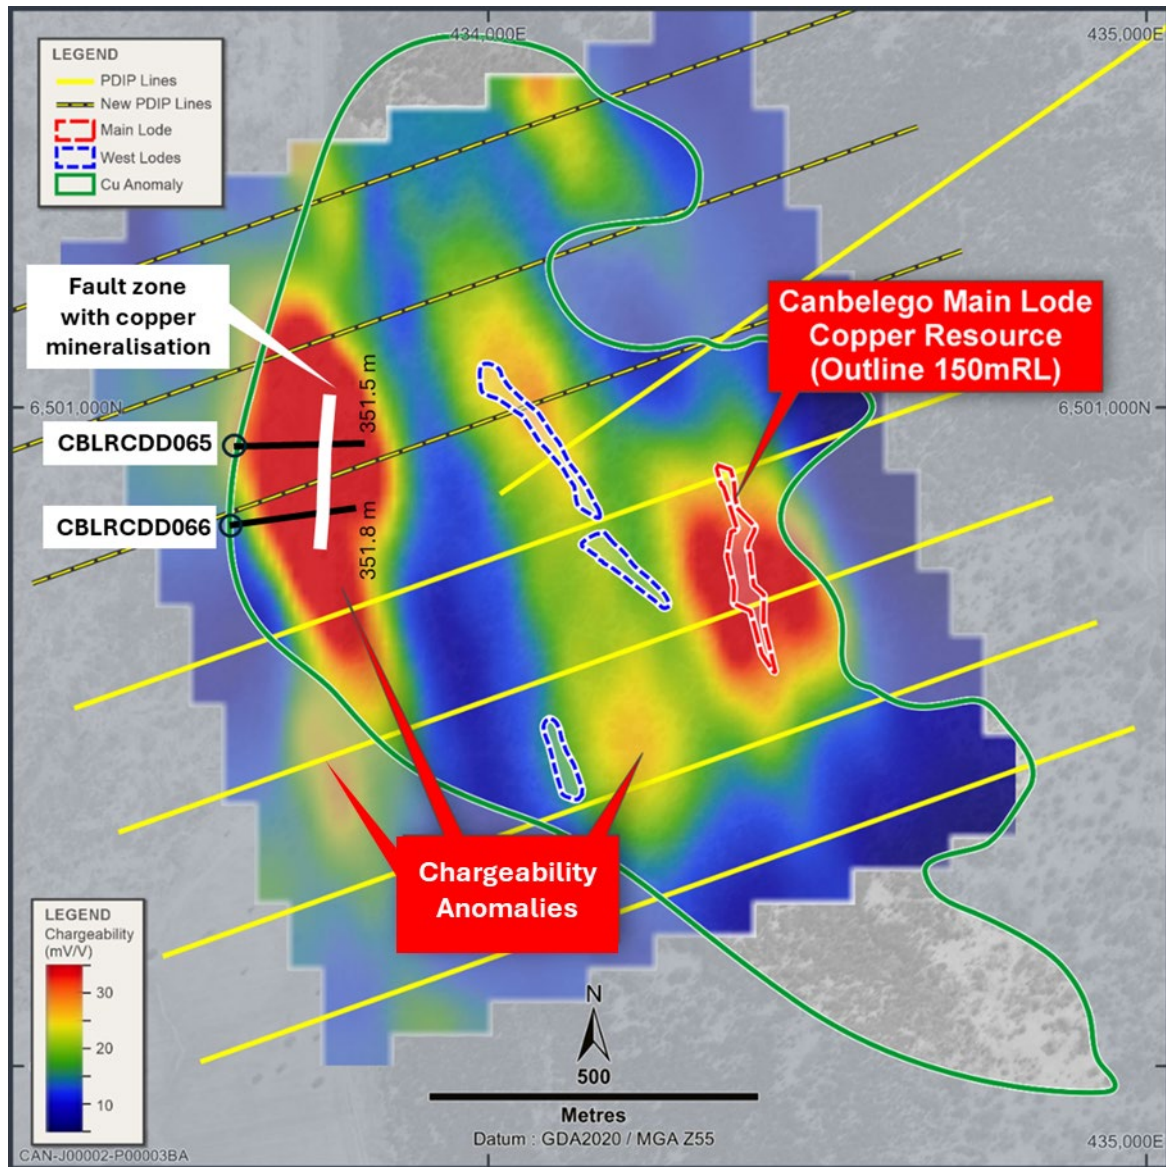 434,000E
435,000E
LEGEND
PDIP Lines
New PDIP Lines
Main Lode
West Lodes
Cu Anomaly
Fault zone
with copper
mineralisation
Canbelego Main Lode
Copper Resource
(Outline 150mRL)
351.5 m
6,501,000N
6,501,000N
CBLRCDD065
CBLRCDD066
351.8 m
Chargeability
Anomalies
LEGEND
Chargeability
(mV/V)
30
20
10
N
500
Metres
Datum : GDA2020 / MGA Z55
435,000E
CAN-J00002-P00003BA